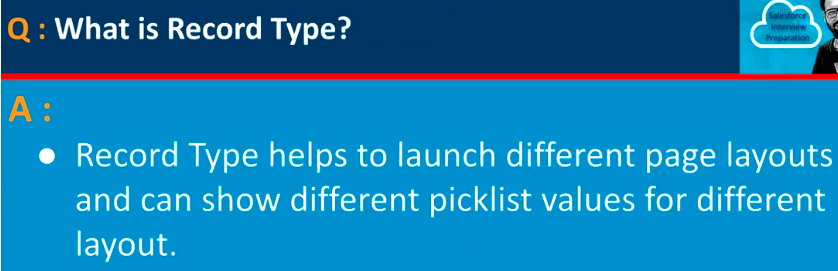 Q : What is Record Type?
Salesforce
Interview
Preparation
A :
● Record Type helps to launch different page layouts
and can show different picklist values for different
layout.